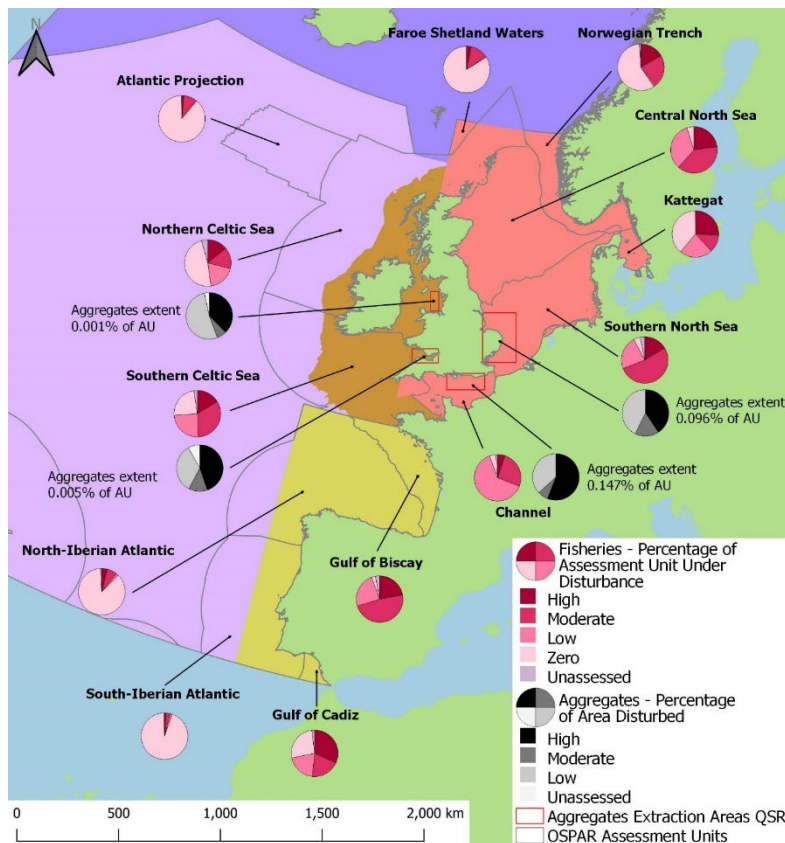 N
Faroe Shetland Waters
Norwegian Trench
Atlantic Projection
Central North Sea
Northern Celtic Sea
Kattegat
Aggregates extent
0.001% of AU
Southern North Sea
Southern Celtic Sea
Aggregates extent
0.096% of AU
Aggregates extent
0.005% of AU
Aggregates extent
0.147% of AU
Channel
North-Iberian Atlantic
Gulf of Biscay
South-Iberian Atlantic
Gulf of Cadiz
Fisheries - Percentage of
Assessment Unit Under
Disturbance
High
Moderate
Low
Zero
Unassessed
Aggregates - Percentage
of Area Disturbed
High
Moderate
Low
Unassessed
Aggregates Extraction Areas QSR
OSPAR Assessment Units
0 500 1,000 1,500 2,000 km